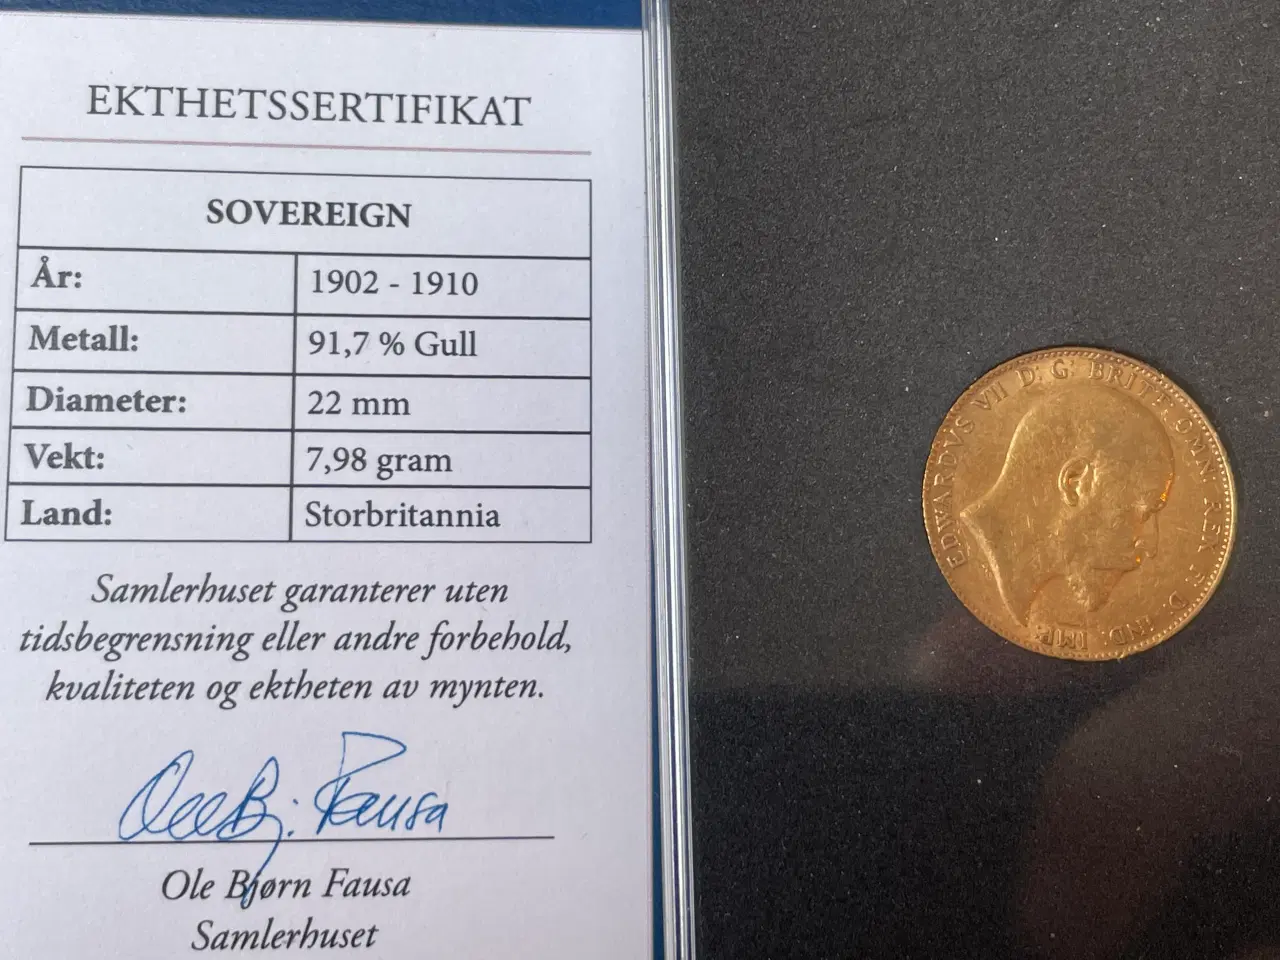 EKTHETSSERTIFIKAT
SOVEREIGN
År: 1902 - 1910
Metall: 91,7 % Gull
Diameter: 22 mm
Vekt: 7,98 gram
Land: Storbritannia
Samlerhuset garanterer uten
tidsbegrensning eller andre forbehold,
kvaliteten og ektheten av mynten.
Ole Bj. Fausa
Ole Bjørn Fausa
Samlerhuset
EDWARDVS VII D: G: BRITT: OMN: REX F: D: IND: IMP: